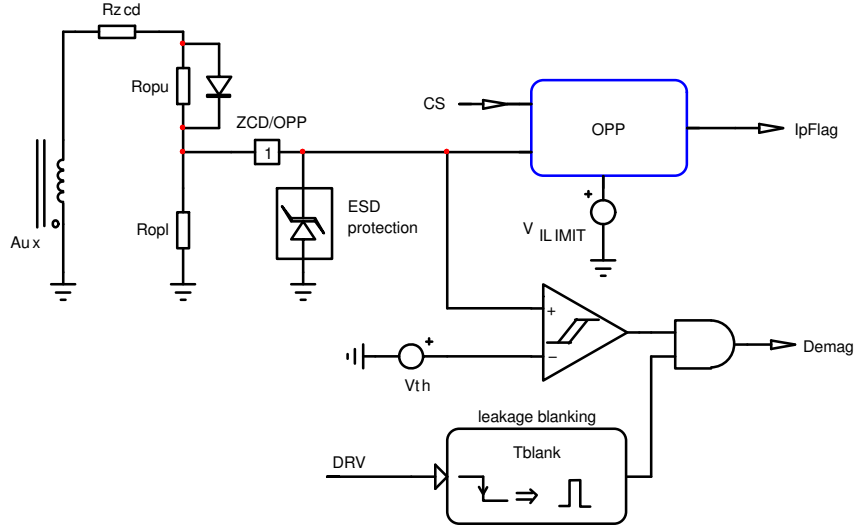 Rzcd
Ropu
CS
OPP
IpFlag
ZCD/OPP
1
ESD
protection
Ropl
Aux
+
V ILIMIT
+
Demag
+
−
Vth
leakage blanking
Tblank
DRV